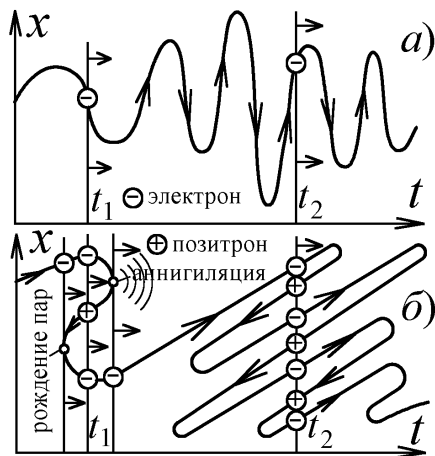 x
а)
t₁
⊖ электрон
t₂
t
x
⊕ позитрон
аннигиляция
рождение пар
б)
t₁
t₂
t